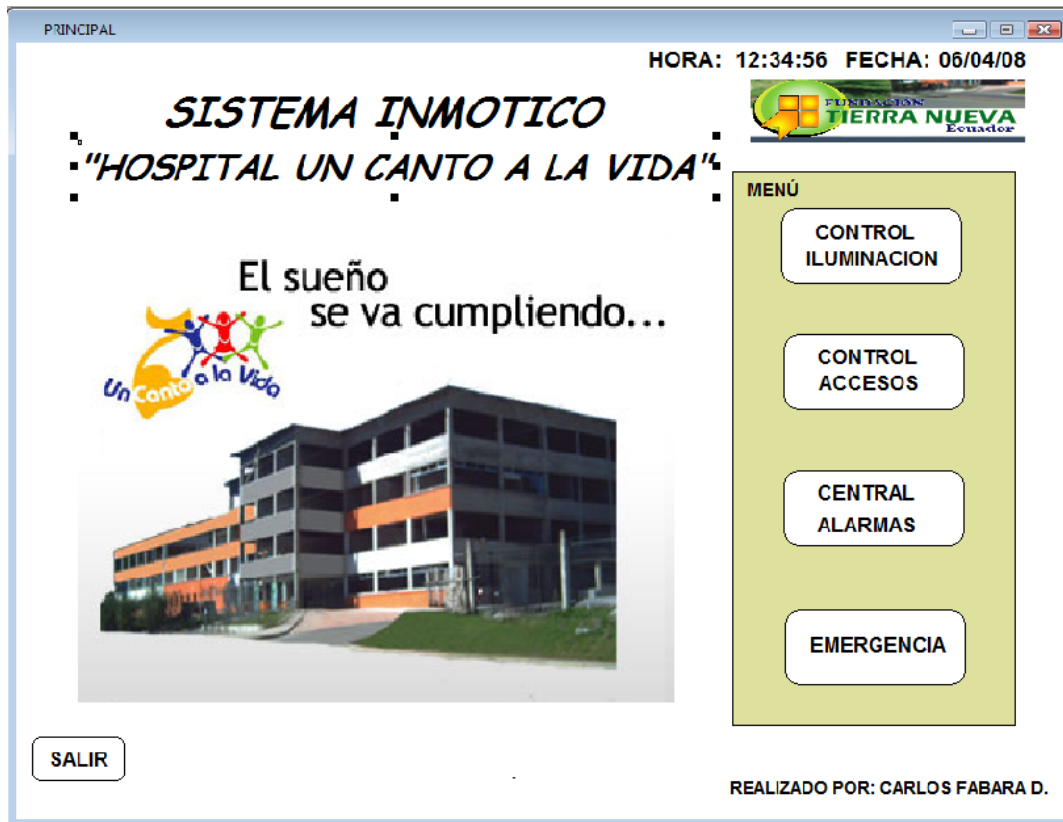 PRINCIPAL
HORA: 12:34:56 FECHA: 06/04/08
SISTEMA INMOTICO
"HOSPITAL UN CANTO A LA VIDA"
FUNDACIÓN
TIERRA NUEVA
Ecuador
MENÚ
CONTROL
ILUMINACION
CONTROL
ACCESOS
CENTRAL
ALARMAS
EMERGENCIA
El sueño
se va cumpliendo...
Un Canto a la Vida
SALIR
REALIZADO POR: CARLOS FABARA D.